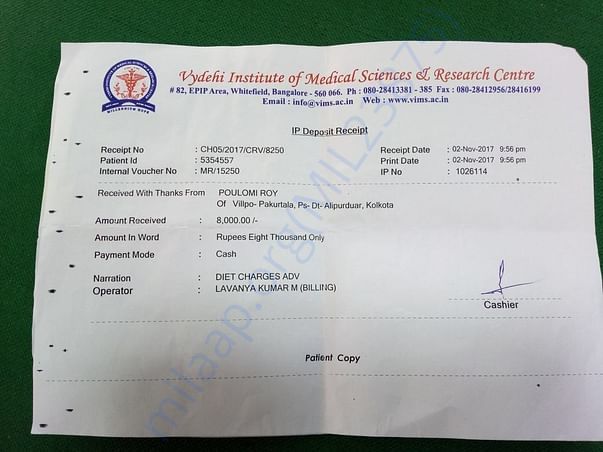 Vydehi Institute of Medical Sciences & Research Centre
# 82, EPIP Area, Whitefield, Bangalore - 560 066. Ph : 080-28413381 - 385 Fax : 080-28412956/28416199
Email : info@vims.ac.in Web : www.vims.ac.in
IP Deposit Receipt
Receipt No : CH05/2017/CRV/8250 Receipt Date : 02-Nov-2017 9:56 pm
Patient Id : 5354557 Print Date : 02-Nov-2017 9:56 pm
Internal Voucher No : MR/15250 IP No : 1026114
Received With Thanks From POULOMI ROY
Of Villpo- Pakurtala, Ps- Dt- Alipurduar, Kolkota
Amount Received : 8,000.00 /-
Amount In Word : Rupees Eight Thousand Only
Payment Mode : Cash
Narration : DIET CHARGES ADV
Operator : LAVANYA KUMAR M (BILLING)
Cashier
Patient Copy